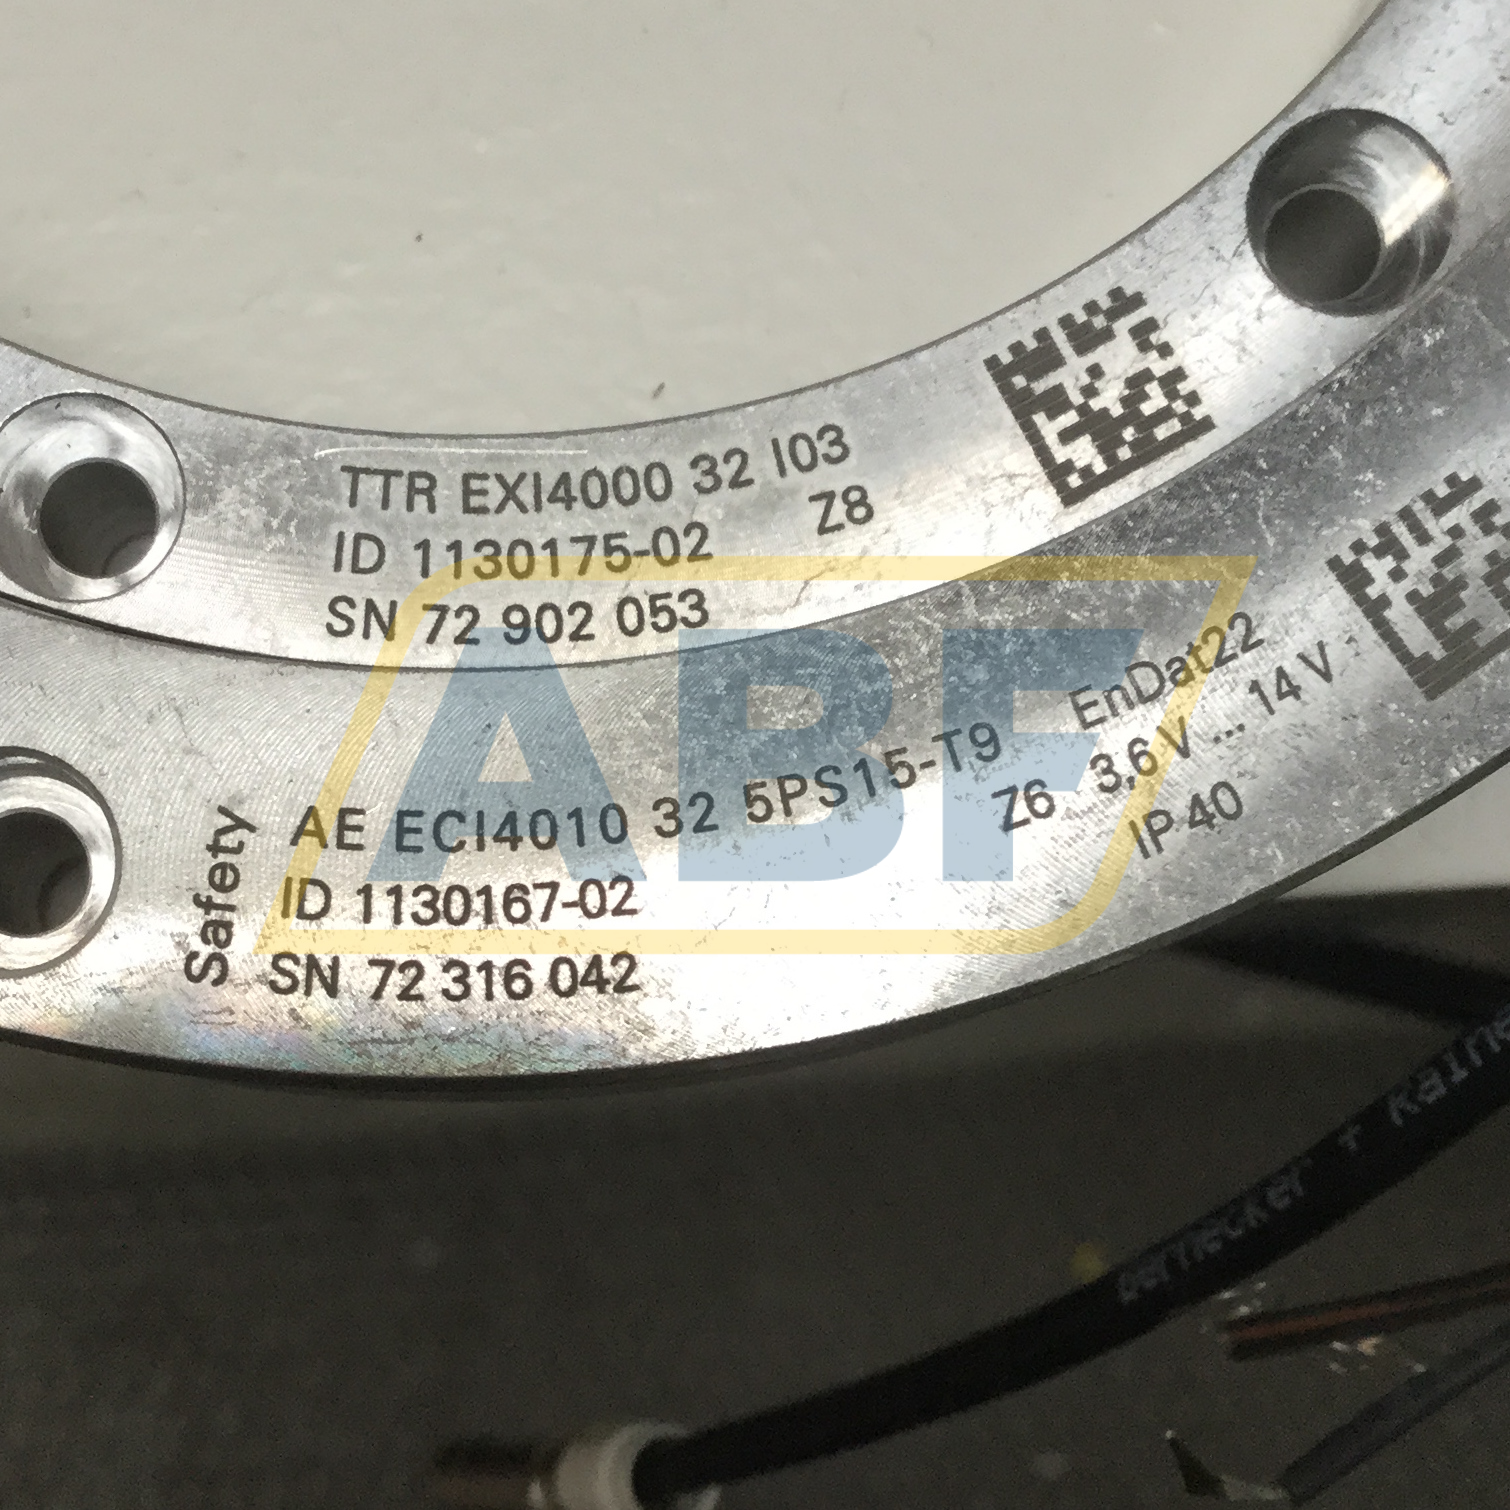 TTR EXI4000 32 I03
ID 1130175-02 Z8
SN 72 902 053
ABF
Safety
AE ECI4010 32 5PS15-T9 EnDat22
ID 1130167-02 Z6 3,6 V ... 14 V
SN 72 316 042 IP 40
+